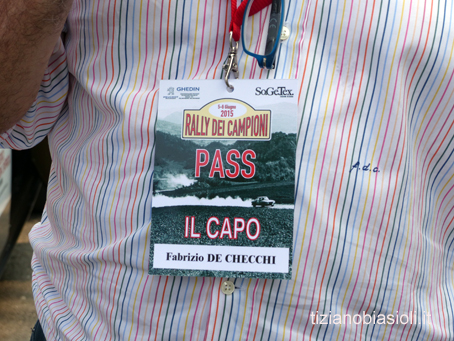 GHEDIN
SoGeTex
5-6 Giugno
2015
RALLY DEI CAMPIONI
PASS
IL CAPO
Fabrizio DE CHECCHI
f.d.c.
tizianobiasioli.it